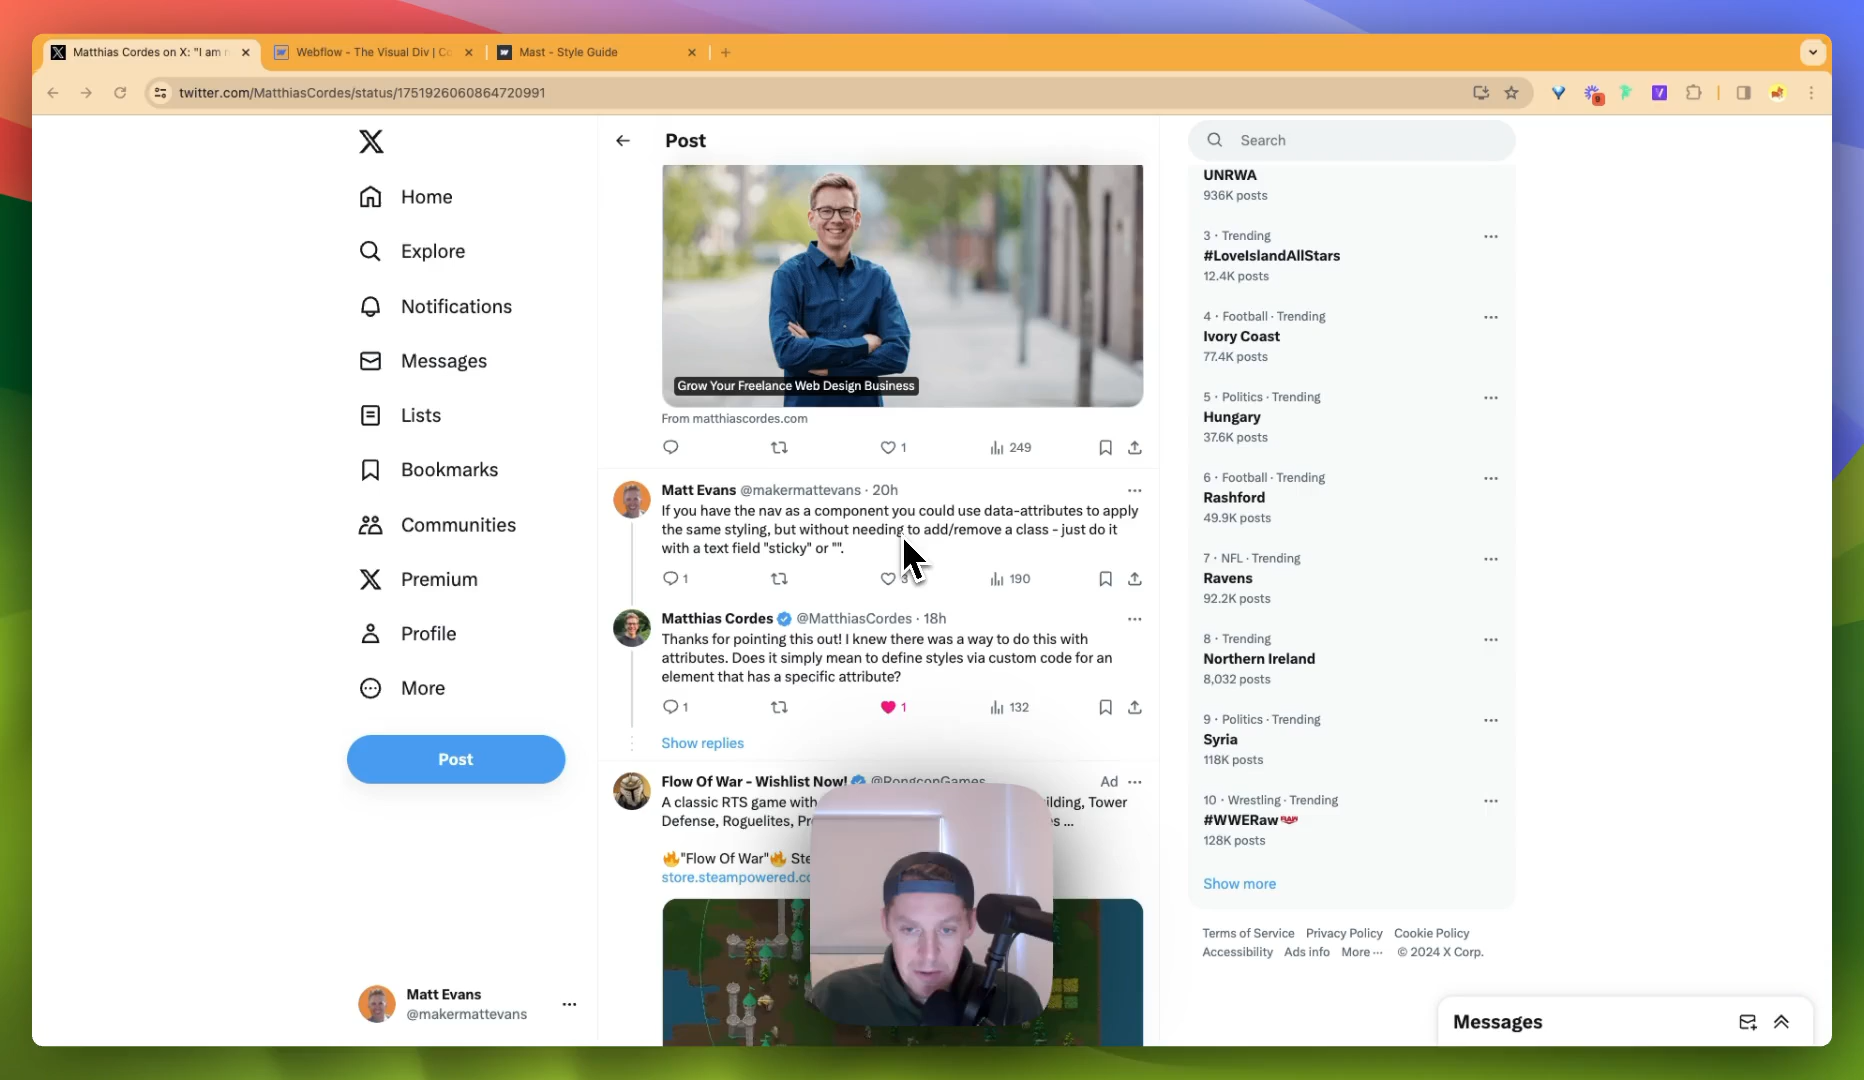 Matthias Cordes on X: "I am
Webflow - The Visual Div | Co
Mast - Style Guide
twitter.com/MatthiasCordes/status/1751926060864720991
9
X
Home
Explore
Notifications
Messages
Lists
Bookmarks
Communities
Premium
Profile
More
Post
Matt Evans
@makermattevans
Post
Grow Your Freelance Web Design Business
From matthiascordes.com
1
249
Matt Evans @makermattevans · 20h
If you have the nav as a component you could use data-attributes to apply
the same styling, but without needing to add/remove a class - just do it
with a text field "sticky" or "".
1
3
190
Matthias Cordes @MatthiasCordes · 18h
Thanks for pointing this out! I knew there was a way to do this with
attributes. Does it simply mean to define styles via custom code for an
element that has a specific attribute?
1
1
132
Show replies
Flow Of War - Wishlist Now! @RongconGames
Ad
A classic RTS game with ilding, Tower
Defense, Roguelites, Pr s ...
🔥"Flow Of War"🔥 Ste
store.steampowered.co
Search
UNRWA
936K posts
3 · Trending
#LoveIslandAllStars
12.4K posts
4 · Football · Trending
Ivory Coast
77.4K posts
5 · Politics · Trending
Hungary
37.6K posts
6 · Football · Trending
Rashford
49.9K posts
7 · NFL · Trending
Ravens
92.2K posts
8 · Trending
Northern Ireland
8,032 posts
9 · Politics · Trending
Syria
118K posts
10 · Wrestling · Trending
#WWERaw
128K posts
Show more
Terms of Service Privacy Policy Cookie Policy
Accessibility Ads info More ··· © 2024 X Corp.
Messages